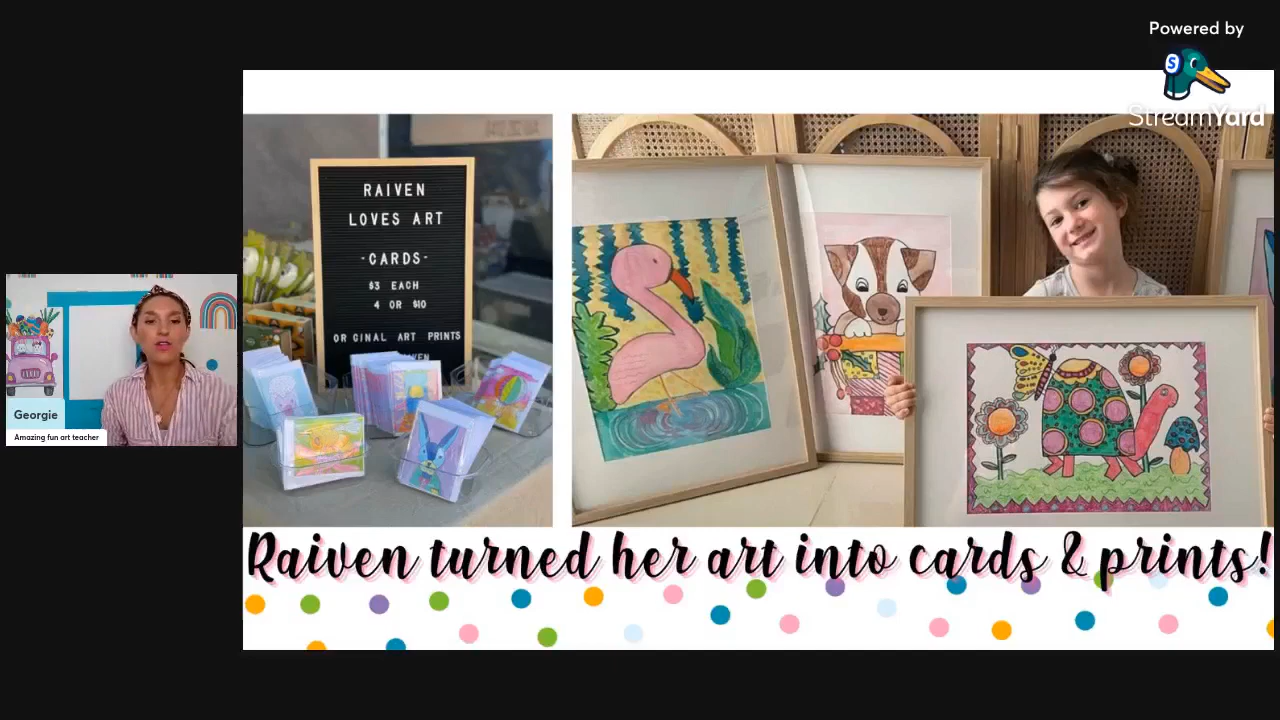 Powered by
StreamYard
RAIVEN
LOVES ART
-CARDS-
$3 EACH
4 OR $10
OR GINAL ART PRINTS
Georgie
Amazing fun art teacher
Raiven turned her art into cards & prints!